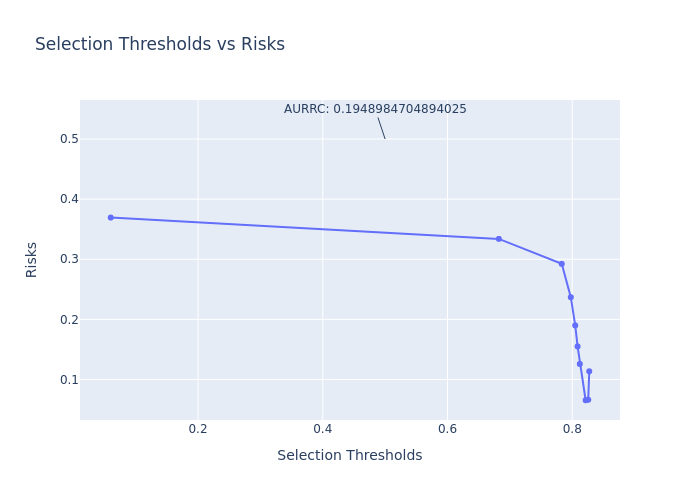 Selection Thresholds vs Risks
AURRC: 0.1948984704894025
0.5
0.4
0.3
0.2
0.1
Risks
0.2 0.4 0.6 0.8
Selection Thresholds